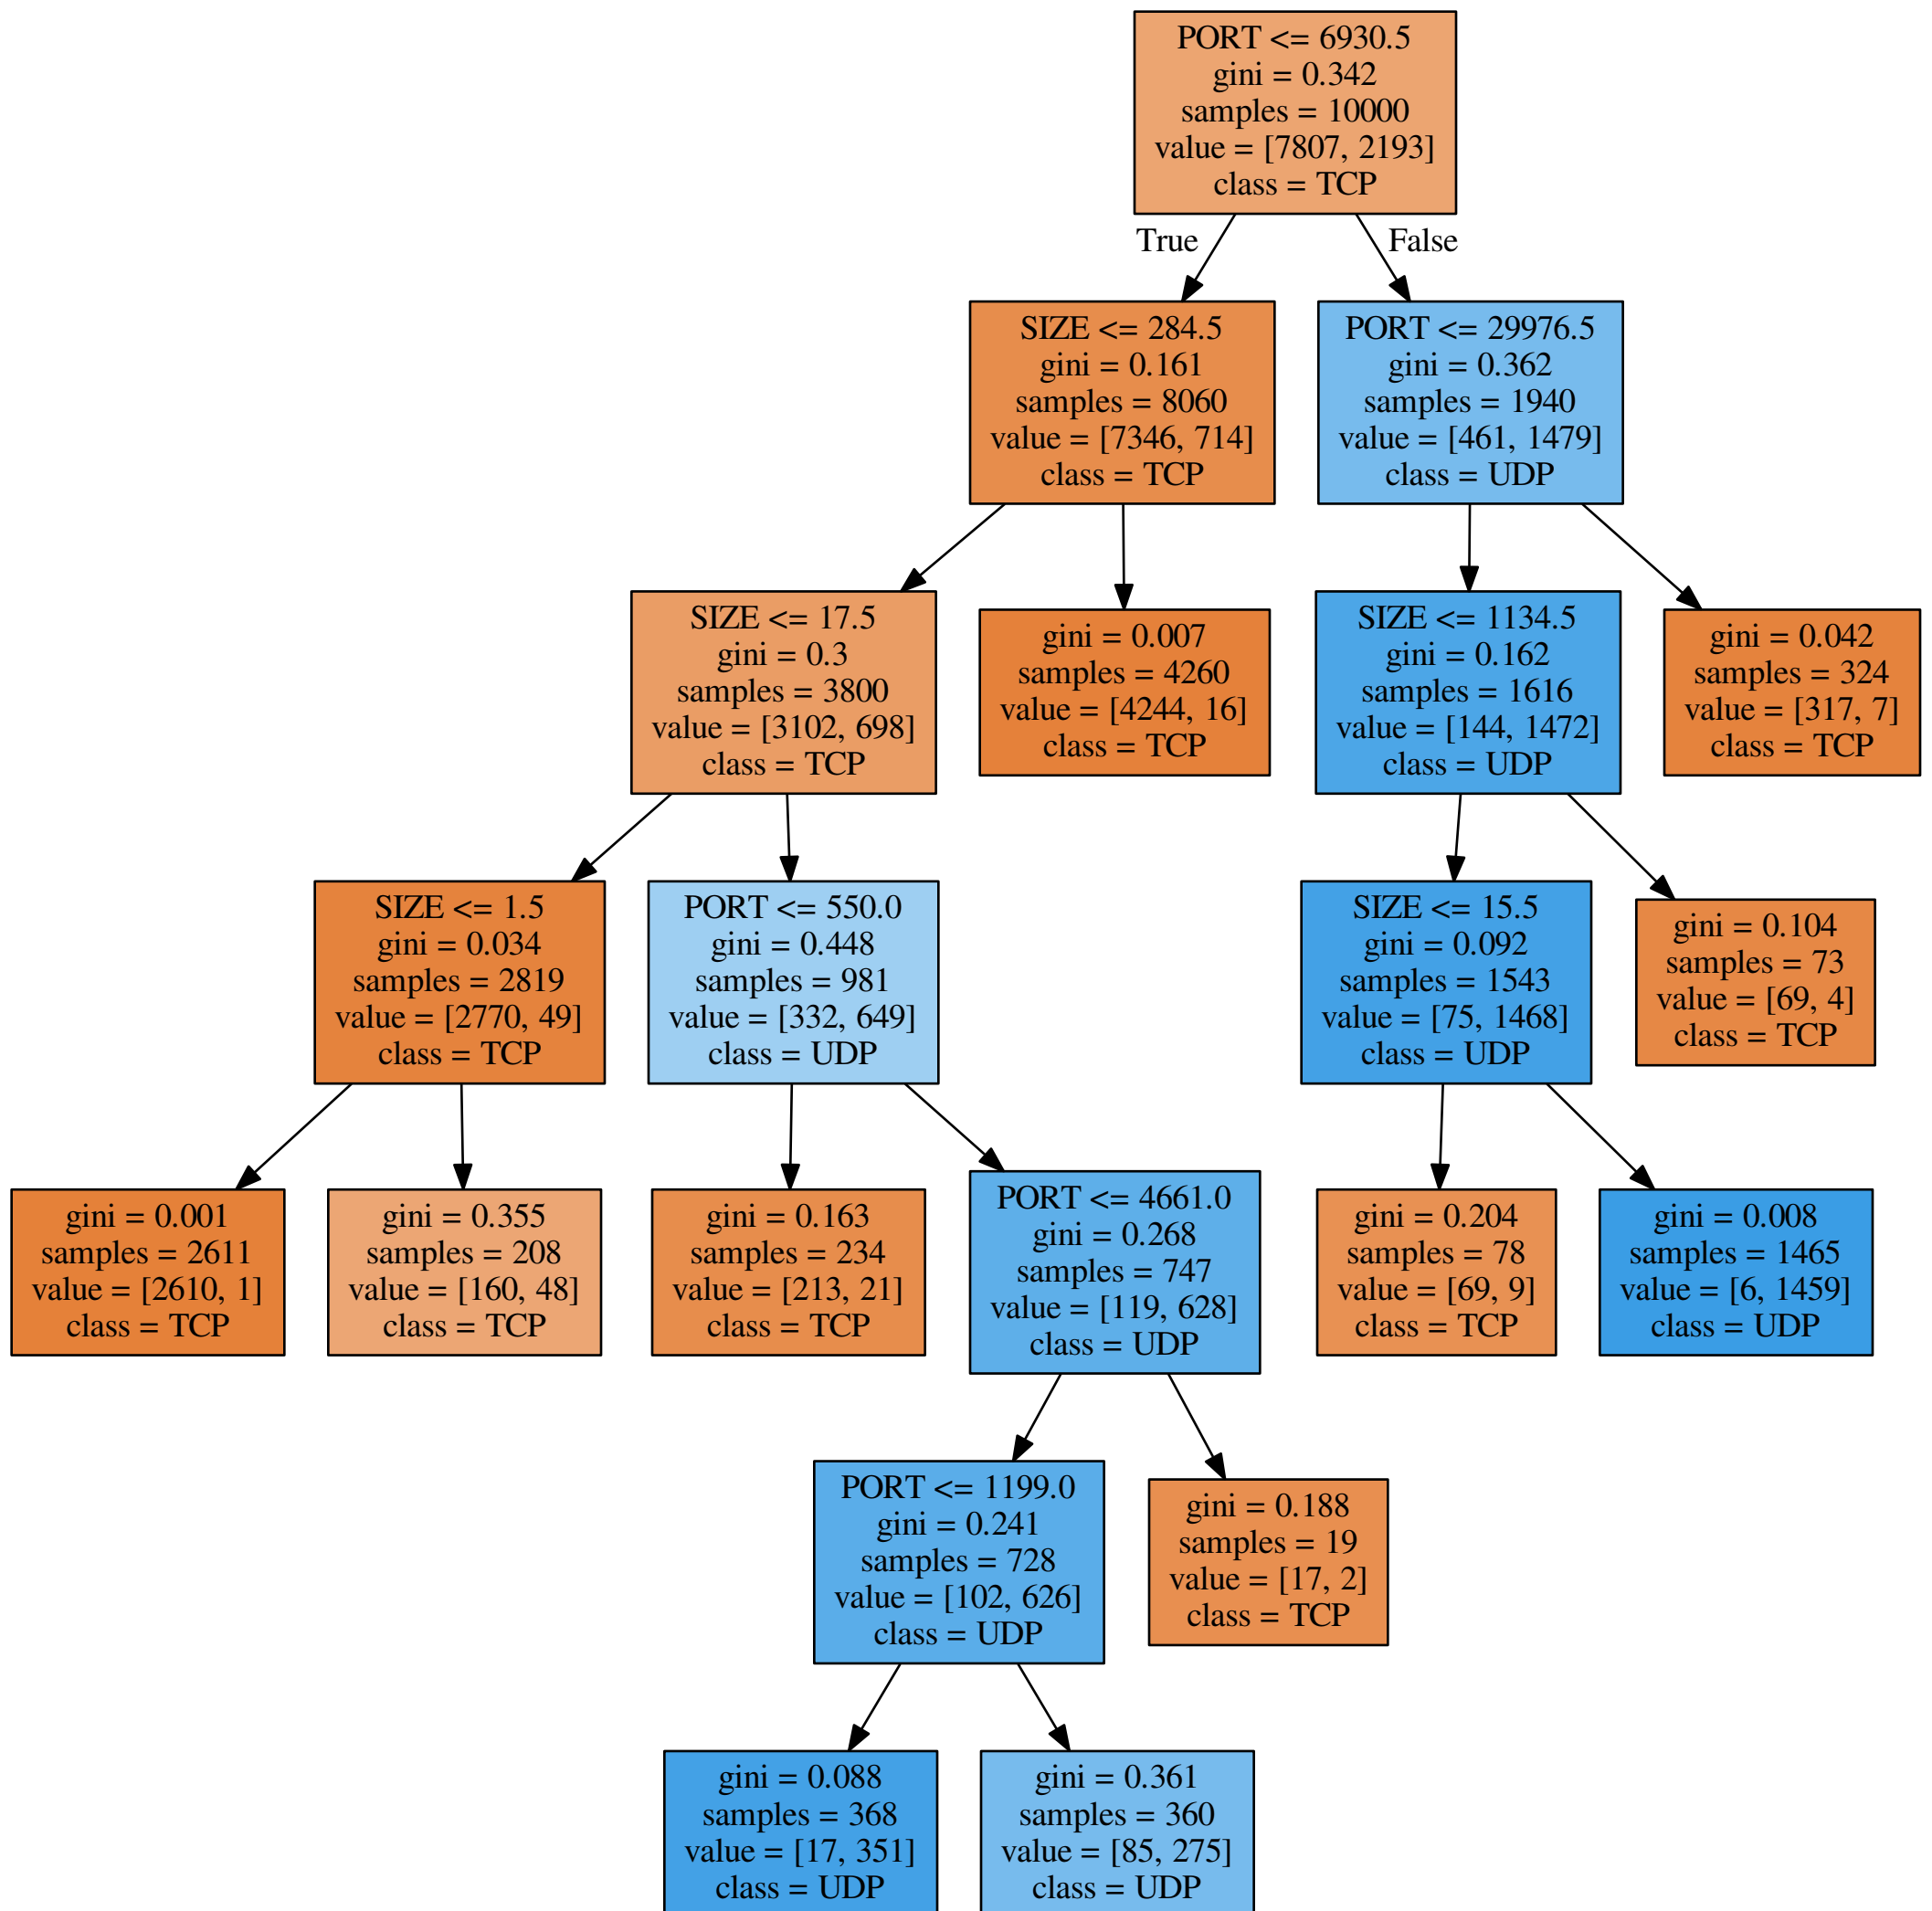 PORT <= 6930.5
gini = 0.342
samples = 10000
value = [7807, 2193]
class = TCP
True
False
SIZE <= 284.5
gini = 0.161
samples = 8060
value = [7346, 714]
class = TCP
PORT <= 29976.5
gini = 0.362
samples = 1940
value = [461, 1479]
class = UDP
SIZE <= 17.5
gini = 0.3
samples = 3800
value = [3102, 698]
class = TCP
gini = 0.007
samples = 4260
value = [4244, 16]
class = TCP
SIZE <= 1134.5
gini = 0.162
samples = 1616
value = [144, 1472]
class = UDP
gini = 0.042
samples = 324
value = [317, 7]
class = TCP
SIZE <= 1.5
gini = 0.034
samples = 2819
value = [2770, 49]
class = TCP
PORT <= 550.0
gini = 0.448
samples = 981
value = [332, 649]
class = UDP
SIZE <= 15.5
gini = 0.092
samples = 1543
value = [75, 1468]
class = UDP
gini = 0.104
samples = 73
value = [69, 4]
class = TCP
gini = 0.001
samples = 2611
value = [2610, 1]
class = TCP
gini = 0.355
samples = 208
value = [160, 48]
class = TCP
gini = 0.163
samples = 234
value = [213, 21]
class = TCP
PORT <= 4661.0
gini = 0.268
samples = 747
value = [119, 628]
class = UDP
gini = 0.204
samples = 78
value = [69, 9]
class = TCP
gini = 0.008
samples = 1465
value = [6, 1459]
class = UDP
PORT <= 1199.0
gini = 0.241
samples = 728
value = [102, 626]
class = UDP
gini = 0.188
samples = 19
value = [17, 2]
class = TCP
gini = 0.088
samples = 368
value = [17, 351]
class = UDP
gini = 0.361
samples = 360
value = [85, 275]
class = UDP